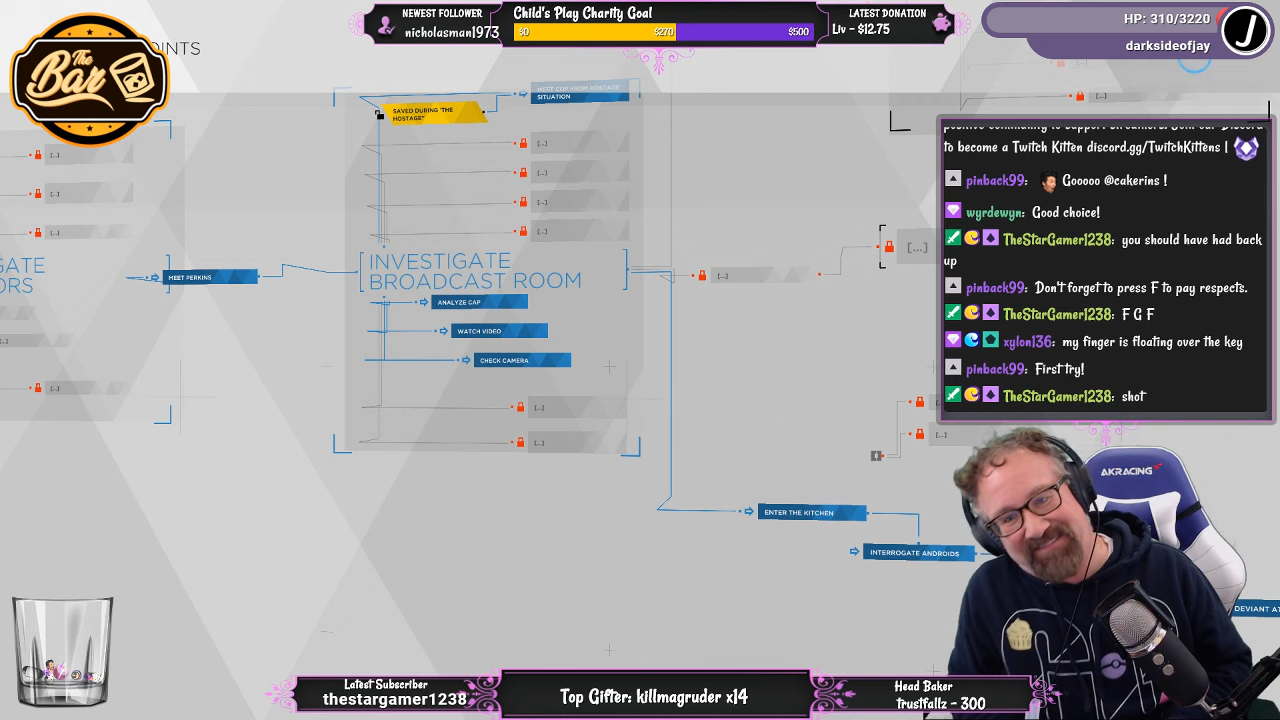 The
Bar
OINTS
NEWEST FOLLOWER
nicholasman1973
Child's Play Charity Goal
$0 $270 $500
LATEST DONATION
Liv - $12.75
HP: 310/3220
darksideofjay
J
SAVED DURING "THE
HOSTAGE"
MEET COP FROM HOSTAGE
SITUATION
[...]
[...]
[...]
[...]
[...]
[...]
[...]
[...]
GATE
ORS
MEET PERKINS
INVESTIGATE
BROADCAST ROOM
ANALYZE CAP
WATCH VIDEO
CHECK CAMERA
[...]
[...]
[...]
[...]
[...]
[...]
[...]
ENTER THE KITCHEN
INTERROGATE ANDROIDS
DEVIANT AT
positive community to support streamers. Join our Discord
to become a Twitch Kitten discord.gg/TwitchKittens |
pinback99: Gooooo @cakerins !
wyrdewyn: Good choice!
TheStarGamer1238: you should have had back
up
pinback99: Don't forget to press F to pay respects.
TheStarGamer1238: F G F
xylon136: my finger is floating over the key
pinback99: First try!
TheStarGamer1238: shot
AKRACING
Latest Subscriber
thestargamer1238
Top Gifter: killmagruder x14
Head Baker
trustfallz - 300